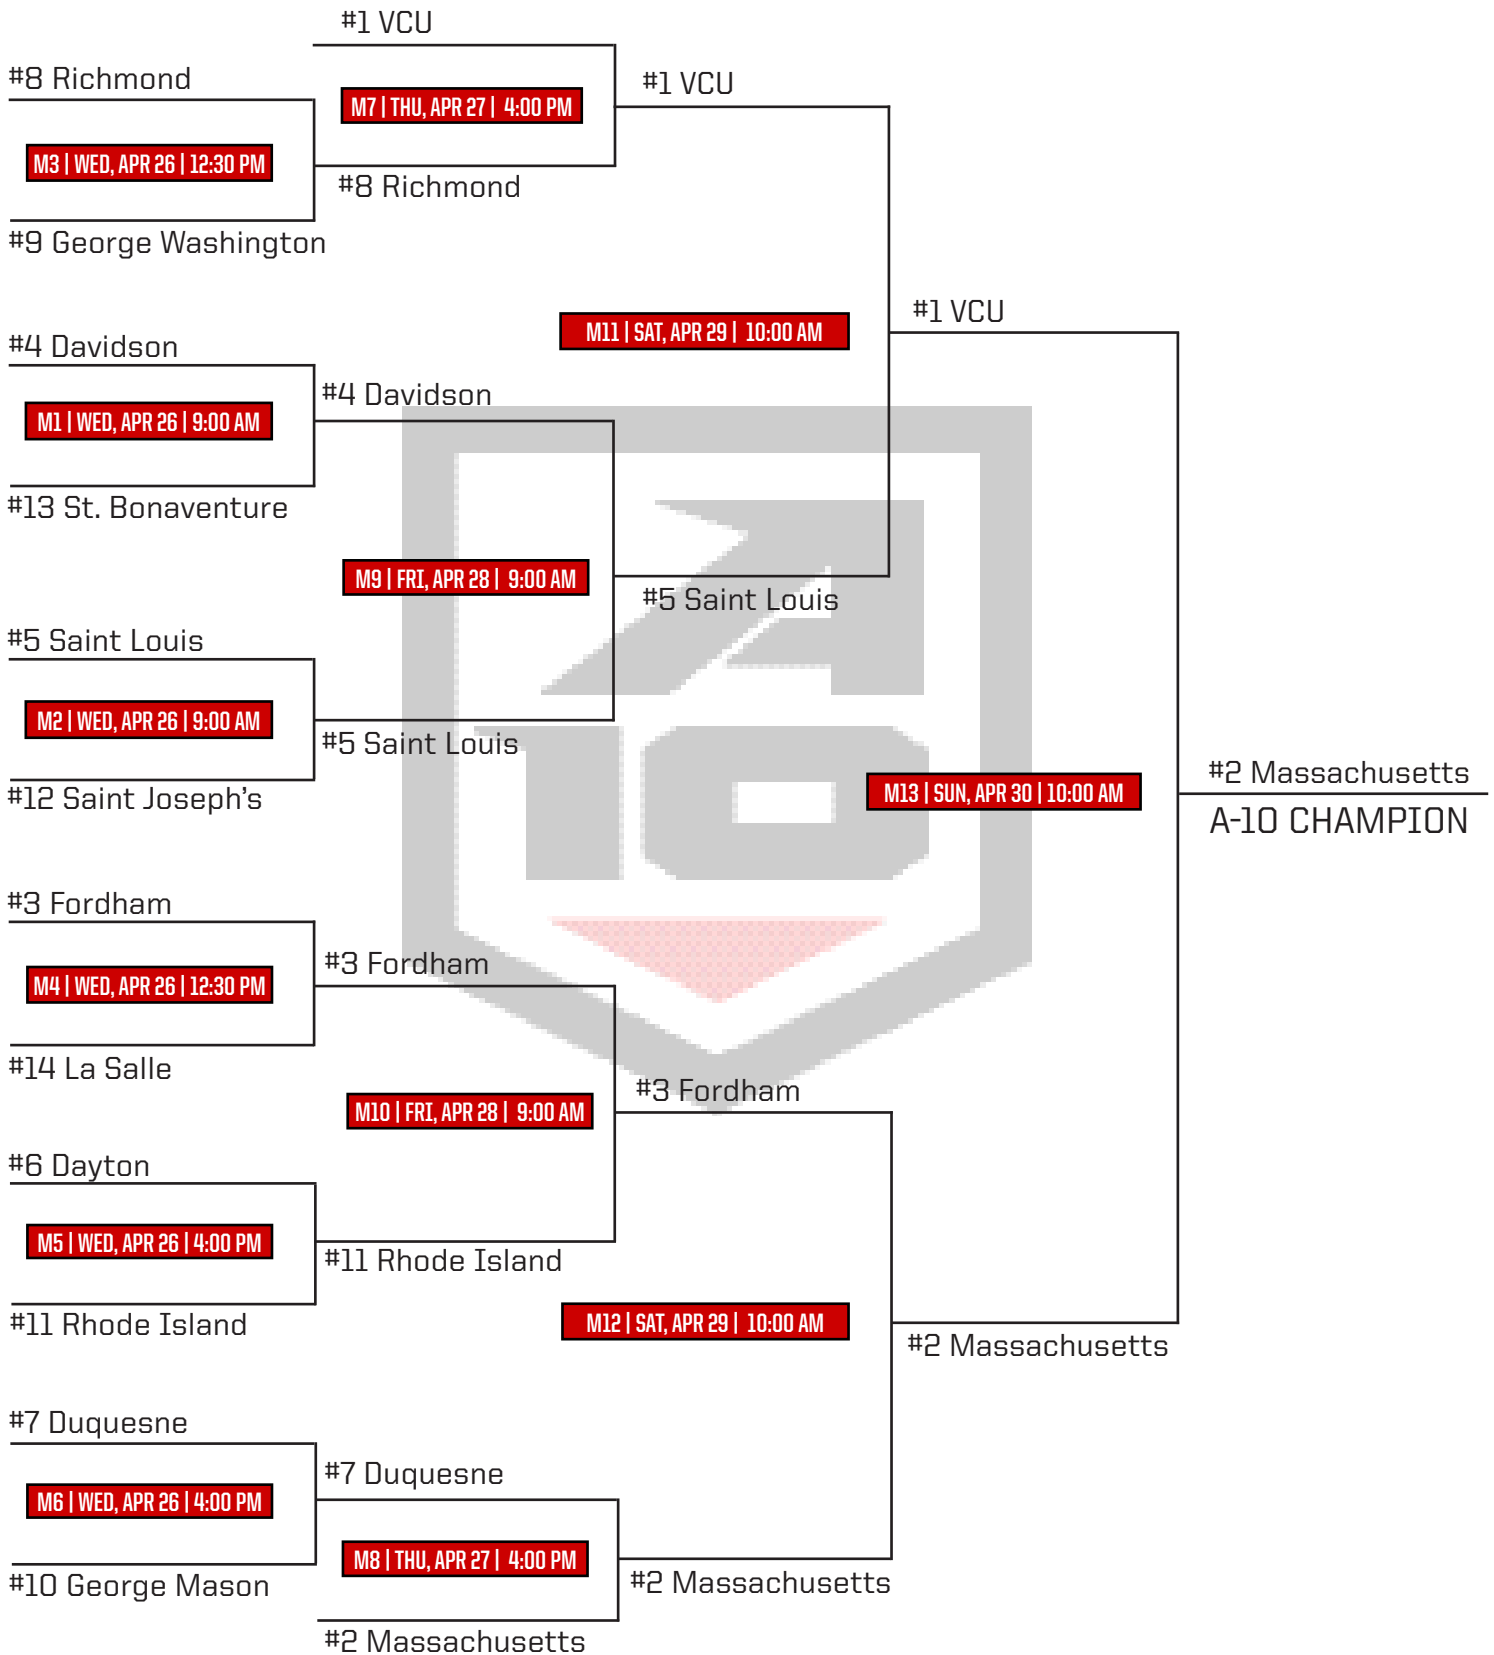 #1 VCU
#8 Richmond
#1 VCU
M7 | THU, APR 27 | 4:00 PM
M3 | WED, APR 26 | 12:30 PM
#8 Richmond
#9 George Washington
#1 VCU
M11 | SAT, APR 29 | 10:00 AM
#4 Davidson
#4 Davidson
M1 | WED, APR 26 | 9:00 AM
#13 St. Bonaventure
M9 | FRI, APR 28 | 9:00 AM
#5 Saint Louis
#5 Saint Louis
M2 | WED, APR 26 | 9:00 AM
#5 Saint Louis
#12 Saint Joseph's
A
10
#2 Massachusetts
M13 | SUN, APR 30 | 10:00 AM
A-10 CHAMPION
#3 Fordham
#3 Fordham
M4 | WED, APR 26 | 12:30 PM
#14 La Salle
#3 Fordham
M10 | FRI, APR 28 | 9:00 AM
#6 Dayton
M5 | WED, APR 26 | 4:00 PM
#11 Rhode Island
#11 Rhode Island
M12 | SAT, APR 29 | 10:00 AM
#2 Massachusetts
#7 Duquesne
#7 Duquesne
M6 | WED, APR 26 | 4:00 PM
M8 | THU, APR 27 | 4:00 PM
#10 George Mason
#2 Massachusetts
#2 Massachusetts